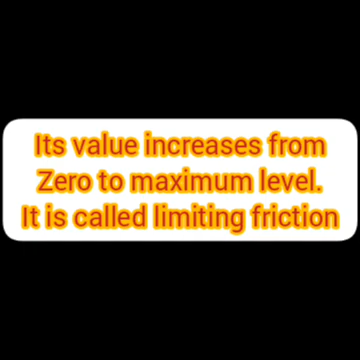 Its value increases from
Zero to maximum level.
It is called limiting friction